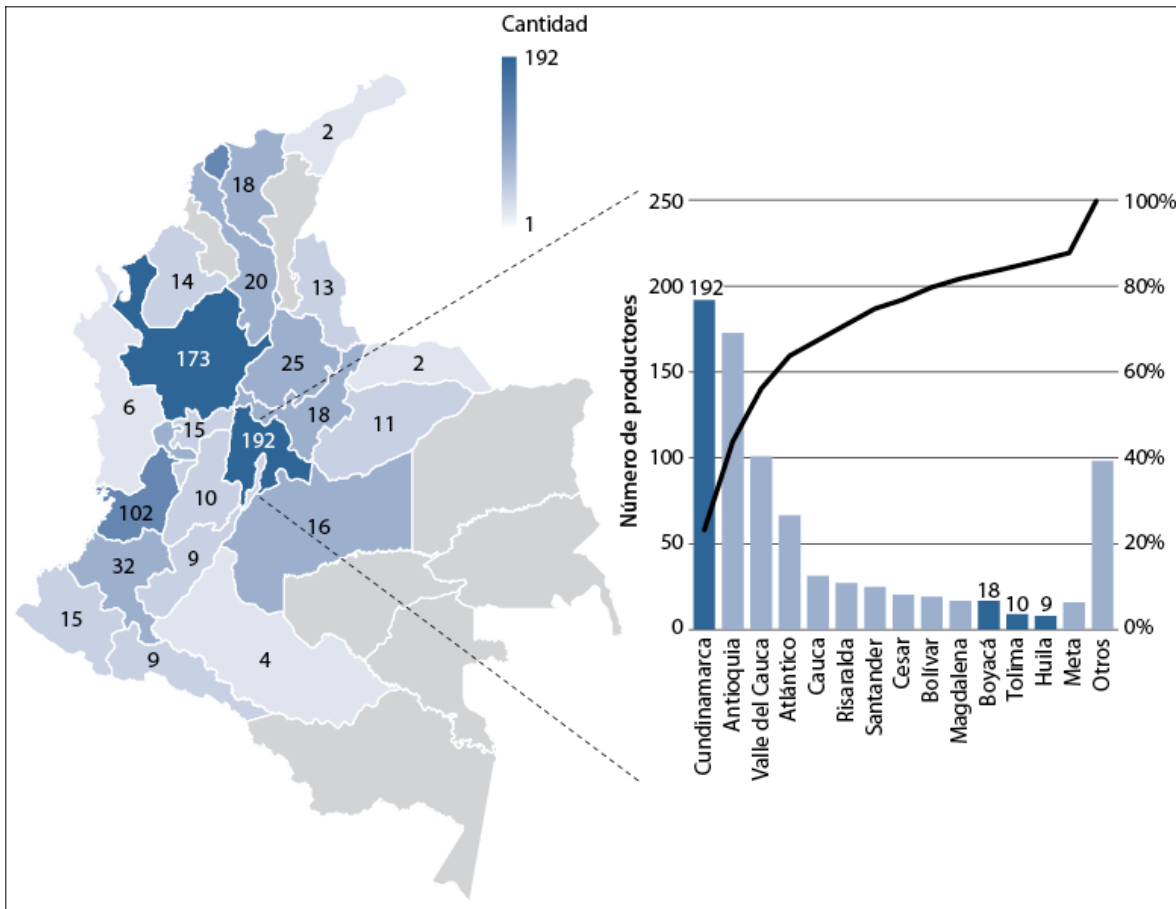 Cantidad
192
1
2
18
14
20
13
173
25
2
6
15
192
18
11
102
10
16
32
9
15
9
4
Número de productores
250
200
150
100
50
0
100%
80%
60%
40%
20%
0%
192
18
10
9
Cundinamarca
Antioquia
Valle del Cauca
Atlántico
Cauca
Risaralda
Santander
Cesar
Bolívar
Magdalena
Boyacá
Tolima
Huila
Meta
Otros